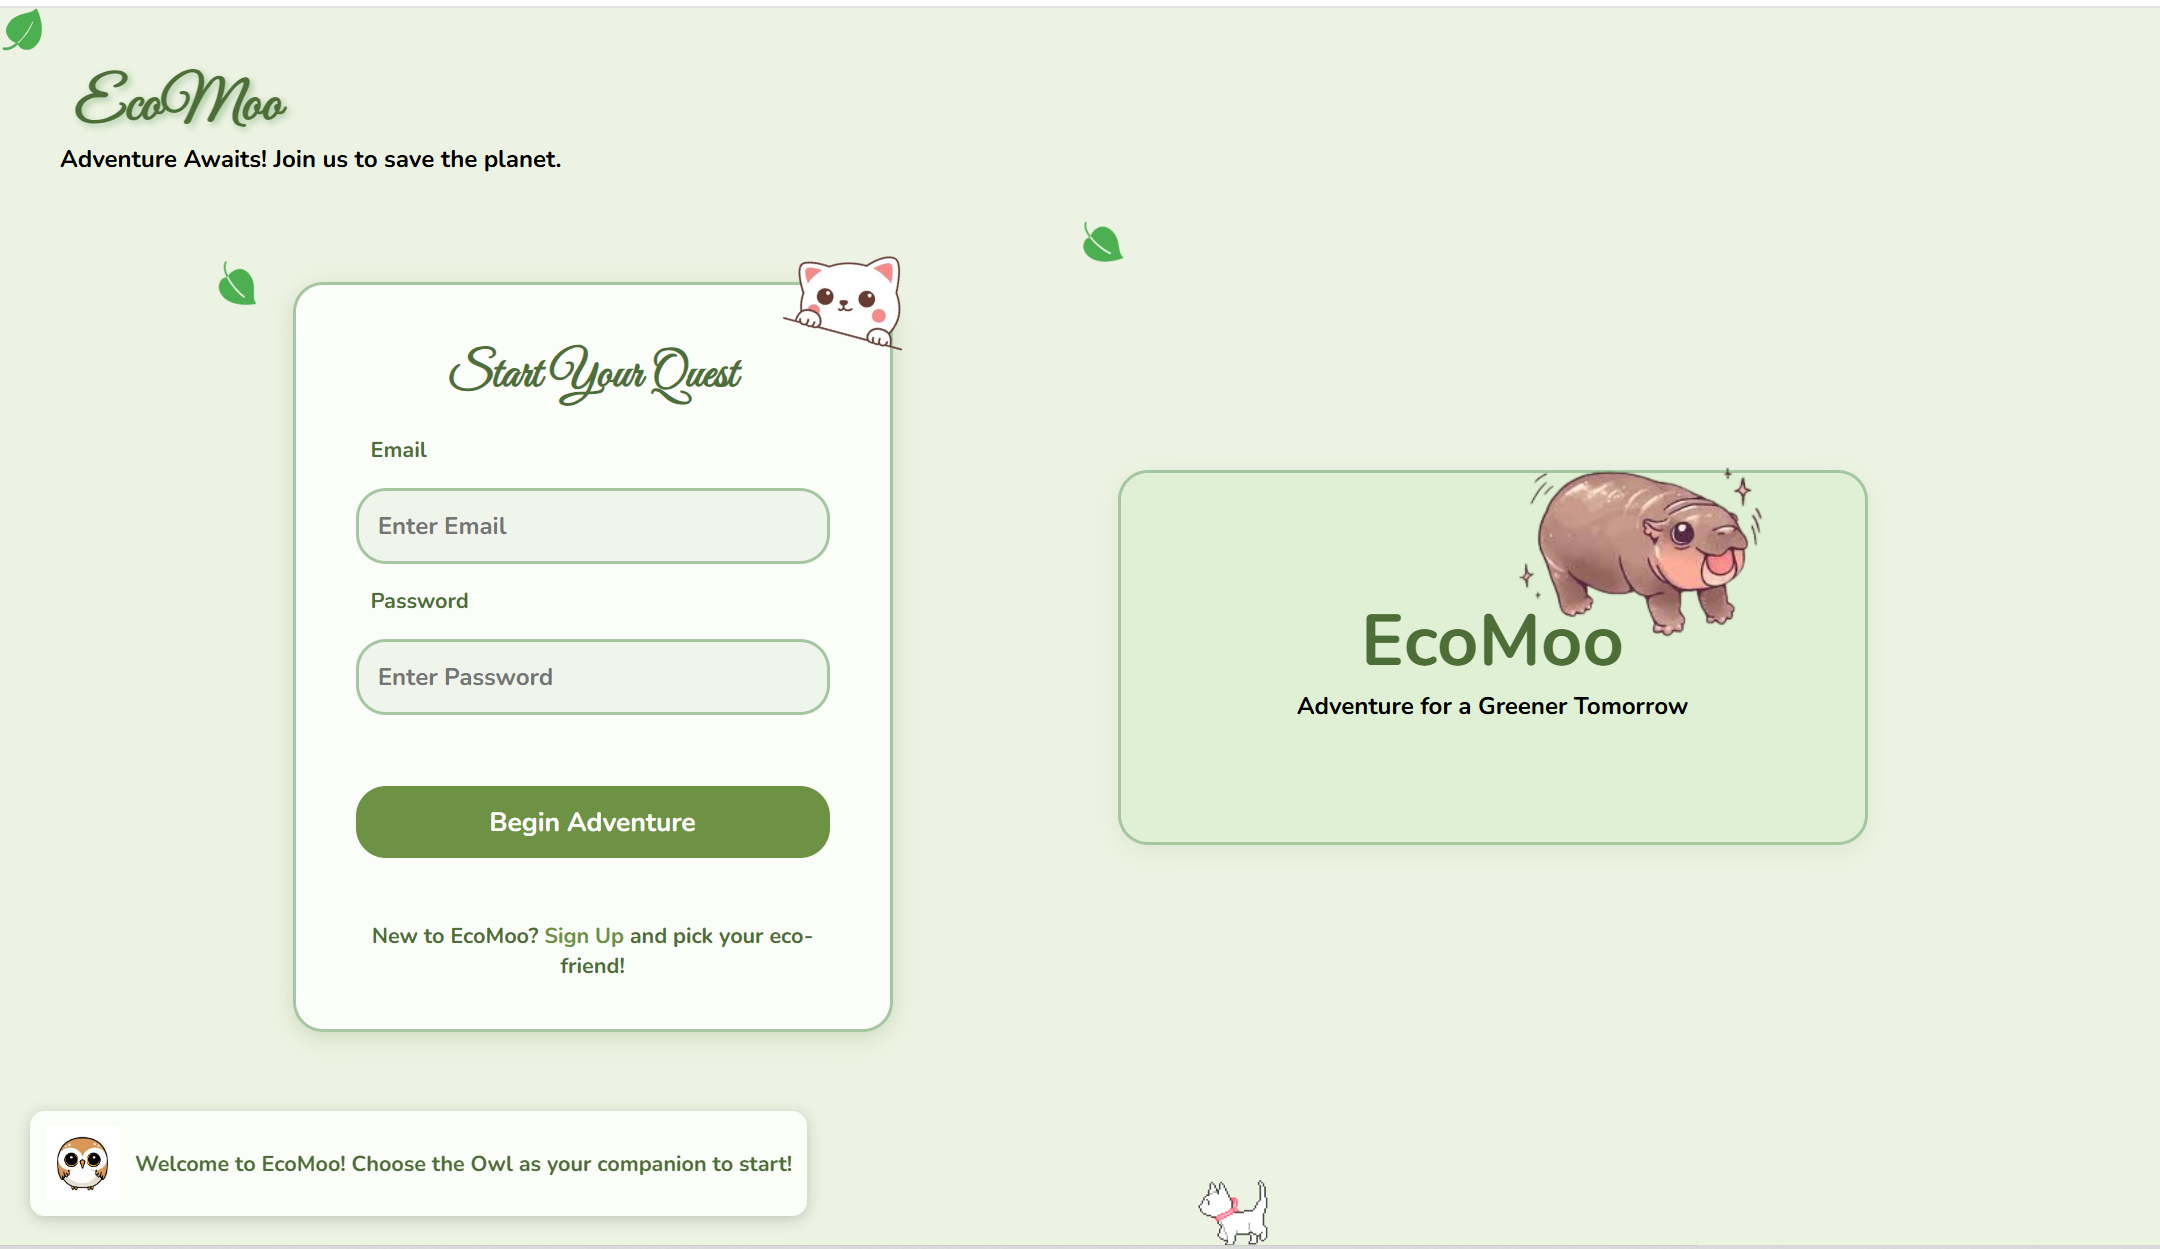 EcoMoo
Adventure Awaits! Join us to save the planet.
Start Your Quest
Email
Enter Email
Password
Enter Password
Begin Adventure
New to EcoMoo? Sign Up and pick your eco-
friend!
EcoMoo
Adventure for a Greener Tomorrow
Welcome to EcoMoo! Choose the Owl as your companion to start!